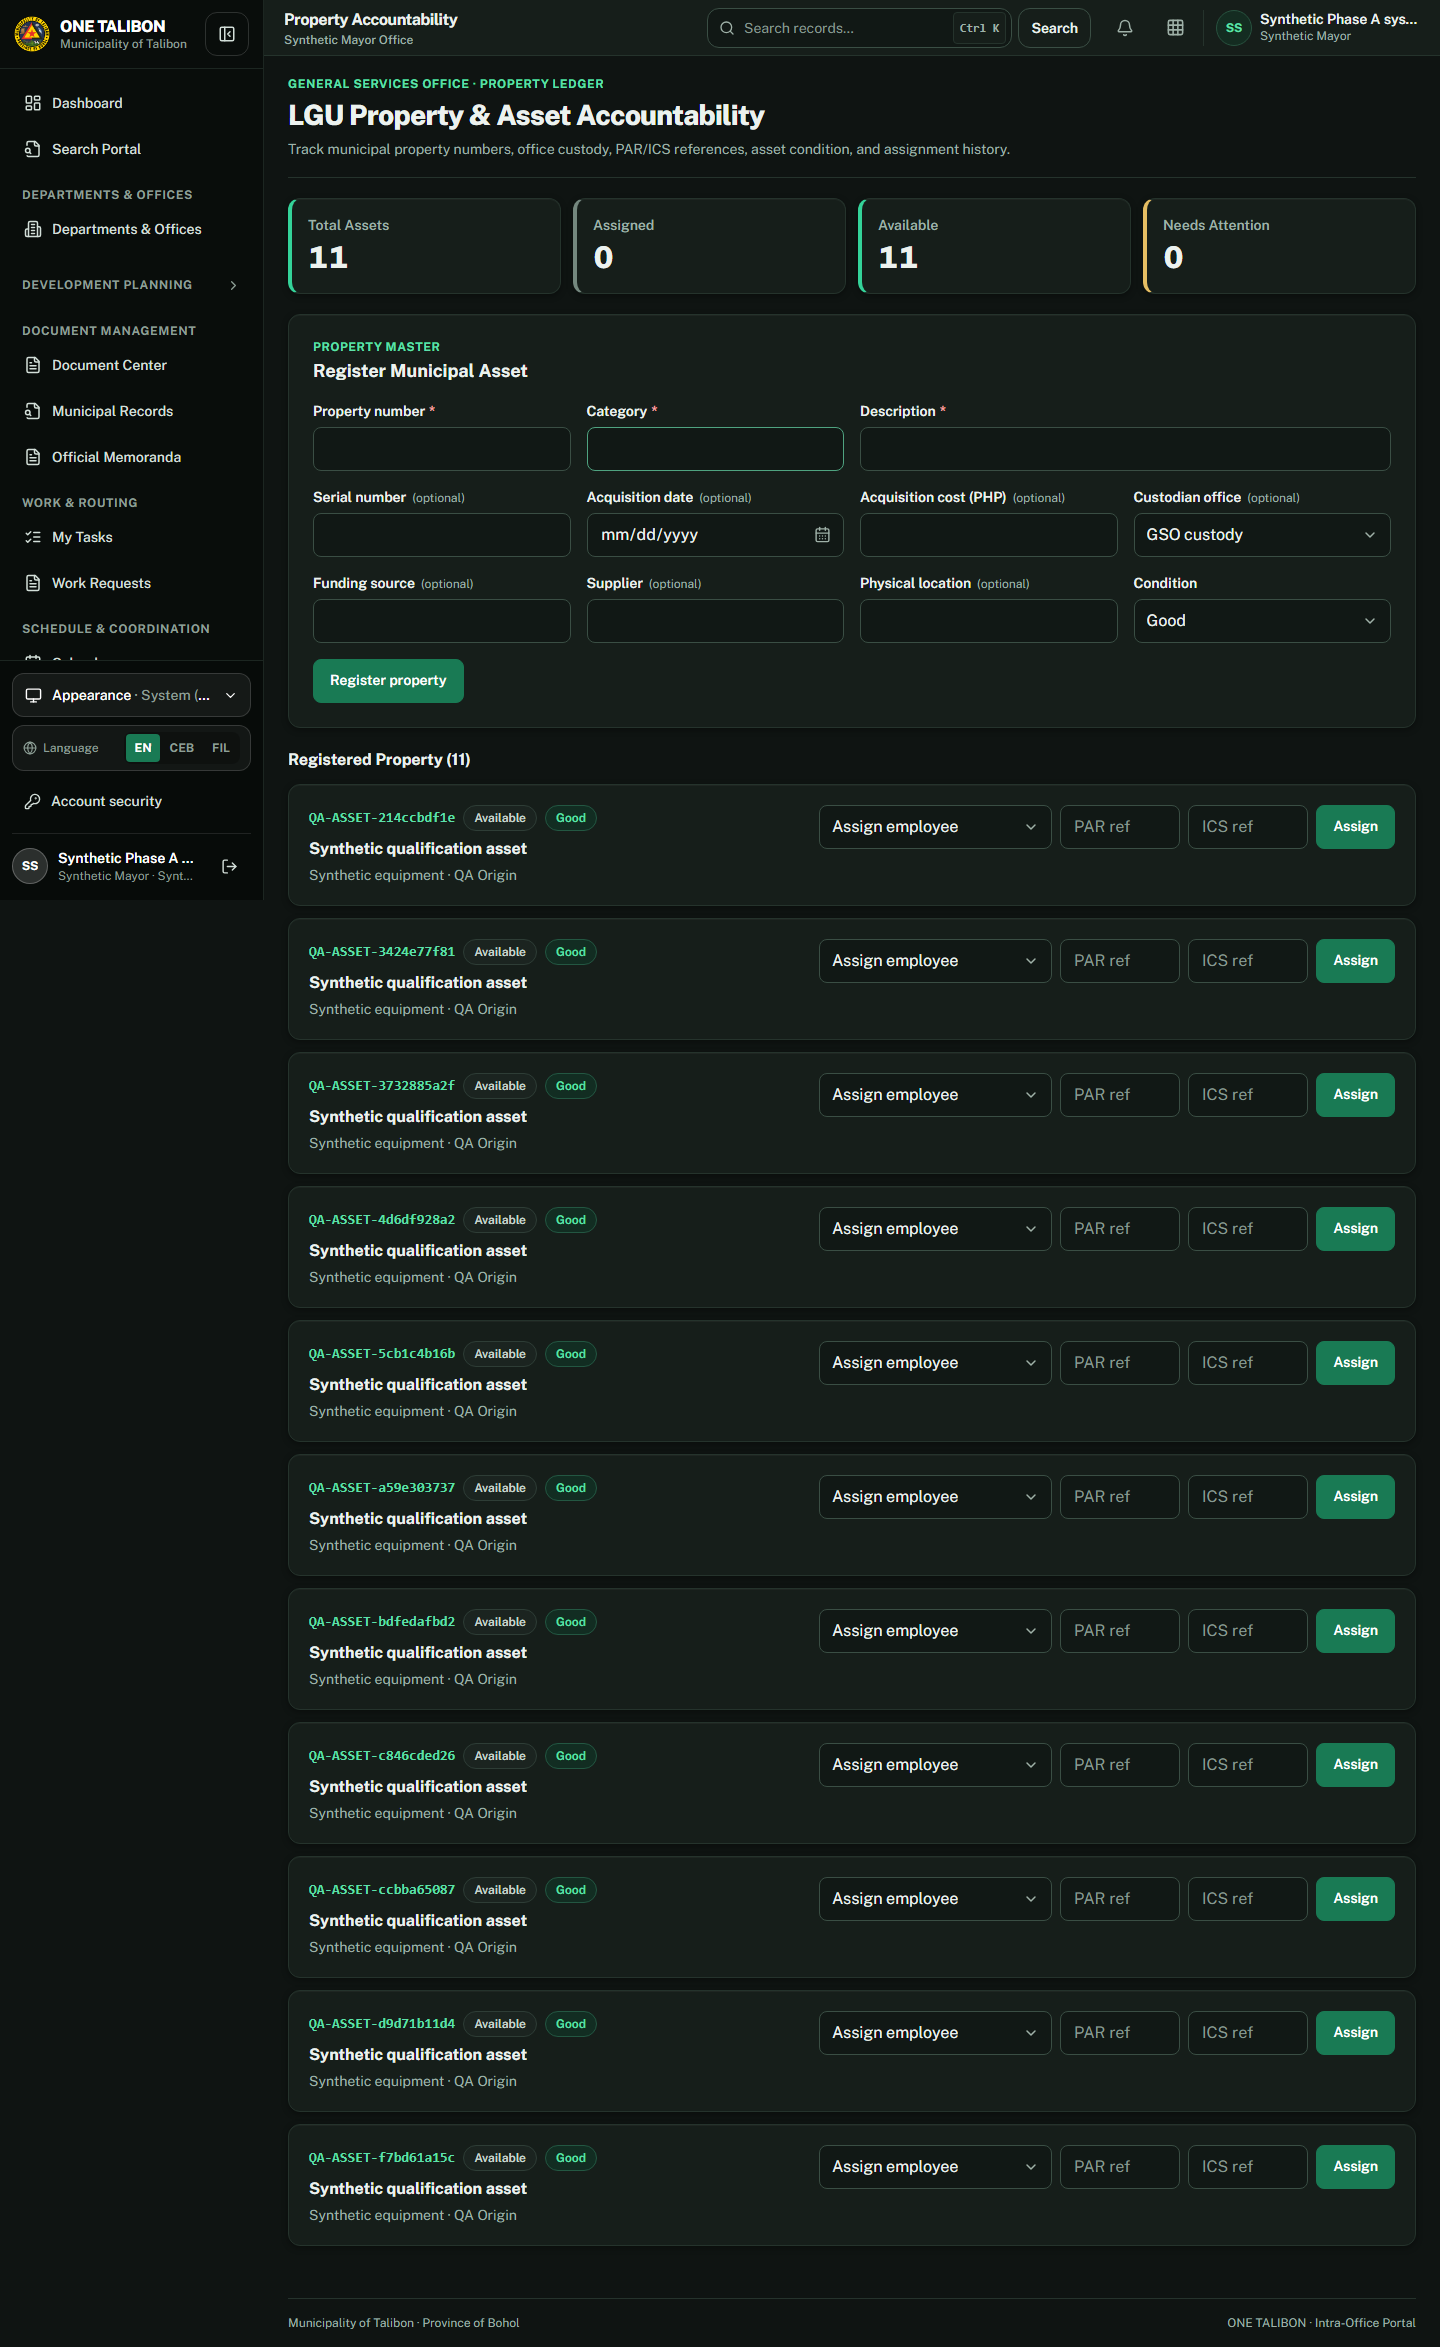 ONE TALIBON
Municipality of Talibon
Dashboard
Search Portal
DEPARTMENTS & OFFICES
Departments & Offices
DEVELOPMENT PLANNING
DOCUMENT MANAGEMENT
Document Center
Municipal Records
Official Memoranda
WORK & ROUTING
My Tasks
Work Requests
SCHEDULE & COORDINATION
Appearance · System (...
Language EN CEB FIL
Account security
SS Synthetic Phase A ...
Synthetic Mayor · Synt...
Property Accountability
Synthetic Mayor Office
Search records... Ctrl K Search
SS Synthetic Phase A sys...
Synthetic Mayor
GENERAL SERVICES OFFICE · PROPERTY LEDGER
LGU Property & Asset Accountability
Track municipal property numbers, office custody, PAR/ICS references, asset condition, and assignment history.
Total Assets
11
Assigned
0
Available
11
Needs Attention
0
PROPERTY MASTER
Register Municipal Asset
Property number * Category * Description *
Serial number (optional) Acquisition date (optional) Acquisition cost (PHP) (optional) Custodian office (optional)
mm/dd/yyyy GSO custody
Funding source (optional) Supplier (optional) Physical location (optional) Condition
Good
Register property
Registered Property (11)
QA-ASSET-214ccbdf1e Available Good Assign employee PAR ref ICS ref Assign
Synthetic qualification asset
Synthetic equipment · QA Origin
QA-ASSET-3424e77f81 Available Good Assign employee PAR ref ICS ref Assign
Synthetic qualification asset
Synthetic equipment · QA Origin
QA-ASSET-3732885a2f Available Good Assign employee PAR ref ICS ref Assign
Synthetic qualification asset
Synthetic equipment · QA Origin
QA-ASSET-4d6df928a2 Available Good Assign employee PAR ref ICS ref Assign
Synthetic qualification asset
Synthetic equipment · QA Origin
QA-ASSET-5cb1c4b16b Available Good Assign employee PAR ref ICS ref Assign
Synthetic qualification asset
Synthetic equipment · QA Origin
QA-ASSET-a59e303737 Available Good Assign employee PAR ref ICS ref Assign
Synthetic qualification asset
Synthetic equipment · QA Origin
QA-ASSET-bdfedafbd2 Available Good Assign employee PAR ref ICS ref Assign
Synthetic qualification asset
Synthetic equipment · QA Origin
QA-ASSET-c846cded26 Available Good Assign employee PAR ref ICS ref Assign
Synthetic qualification asset
Synthetic equipment · QA Origin
QA-ASSET-ccbba65087 Available Good Assign employee PAR ref ICS ref Assign
Synthetic qualification asset
Synthetic equipment · QA Origin
QA-ASSET-d9d71b11d4 Available Good Assign employee PAR ref ICS ref Assign
Synthetic qualification asset
Synthetic equipment · QA Origin
QA-ASSET-f7bd61a15c Available Good Assign employee PAR ref ICS ref Assign
Synthetic qualification asset
Synthetic equipment · QA Origin
Municipality of Talibon · Province of Bohol
ONE TALIBON · Intra-Office Portal